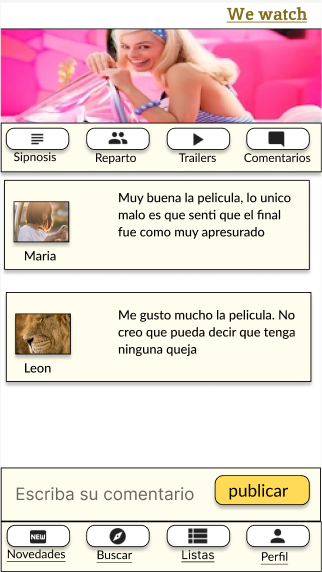 We watch
Sipnosis Reparto Trailers Comentarios
Muy buena la pelicula, lo unico
malo es que senti que el final
fue como muy apresurado
Maria
Me gusto mucho la pelicula. No
creo que pueda decir que tenga
ninguna queja
Leon
Escriba su comentario publicar
NEW
Novedades Buscar Listas Perfil